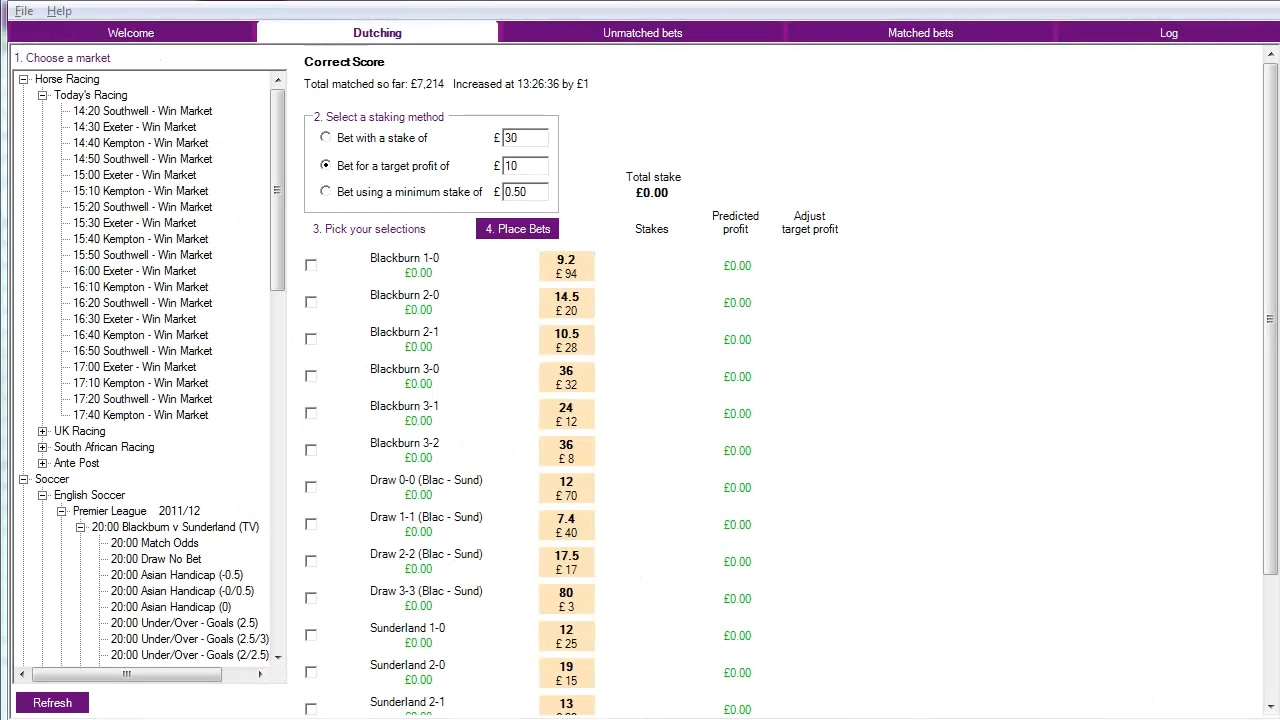 File Help
Welcome Dutching Unmatched bets Matched bets Log
1. Choose a market
Horse Racing
Today's Racing
14:20 Southwell - Win Market
14:30 Exeter - Win Market
14:40 Kempton - Win Market
14:50 Southwell - Win Market
15:00 Exeter - Win Market
15:10 Kempton - Win Market
15:20 Southwell - Win Market
15:30 Exeter - Win Market
15:40 Kempton - Win Market
15:50 Southwell - Win Market
16:00 Exeter - Win Market
16:10 Kempton - Win Market
16:20 Southwell - Win Market
16:30 Exeter - Win Market
16:40 Kempton - Win Market
16:50 Southwell - Win Market
17:00 Exeter - Win Market
17:10 Kempton - Win Market
17:20 Southwell - Win Market
17:40 Kempton - Win Market
UK Racing
South African Racing
Ante Post
Soccer
English Soccer
Premier League 2011/12
20:00 Blackburn v Sunderland (TV)
20:00 Match Odds
20:00 Draw No Bet
20:00 Asian Handicap (-0.5)
20:00 Asian Handicap (-0/0.5)
20:00 Asian Handicap (0)
20:00 Under/Over - Goals (2.5)
20:00 Under/Over - Goals (2.5/3)
20:00 Under/Over - Goals (2/2.5)
Refresh
Correct Score
Total matched so far: £7,214 Increased at 13:26:36 by £1
2. Select a staking method
Bet with a stake of £ 30
Bet for a target profit of £ 10
Bet using a minimum stake of £ 0.50
Total stake
£0.00
3. Pick your selections 4. Place Bets Stakes
Predicted
profit
Adjust
target profit
Blackburn 1-0 9.2
£0.00 £ 94 £0.00
Blackburn 2-0 14.5
£0.00 £ 20 £0.00
Blackburn 2-1 10.5
£0.00 £ 28 £0.00
Blackburn 3-0 36
£0.00 £ 32 £0.00
Blackburn 3-1 24
£0.00 £ 12 £0.00
Blackburn 3-2 36
£0.00 £ 8 £0.00
Draw 0-0 (Blac - Sund) 12
£0.00 £ 70 £0.00
Draw 1-1 (Blac - Sund) 7.4
£0.00 £ 40 £0.00
Draw 2-2 (Blac - Sund) 17.5
£0.00 £ 17 £0.00
Draw 3-3 (Blac - Sund) 80
£0.00 £ 3 £0.00
Sunderland 1-0 12
£0.00 £ 25 £0.00
Sunderland 2-0 19
£0.00 £ 15 £0.00
Sunderland 2-1 13
£0.00